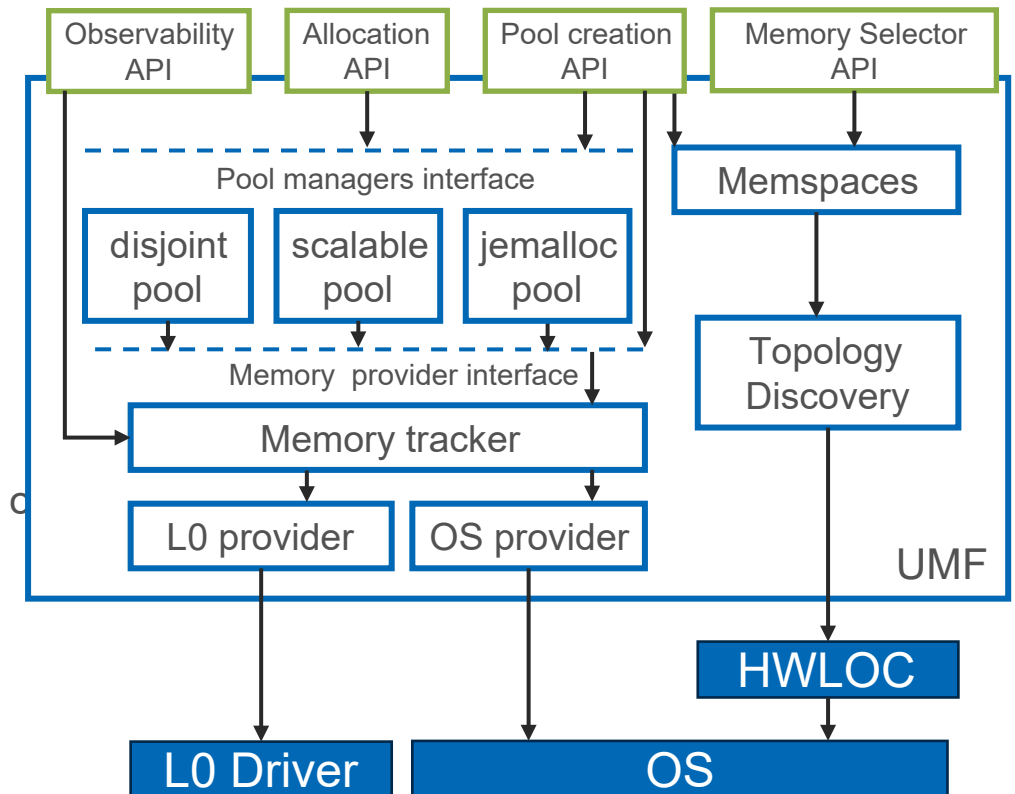 Observability
API
Allocation
API
Pool creation
API
Memory Selector
API
Pool managers interface
Memspaces
disjoint
pool
scalable
pool
jemalloc
pool
Memory provider interface
Topology
Discovery
Memory tracker
L0 provider
OS provider
UMF
HWLOC
L0 Driver
OS